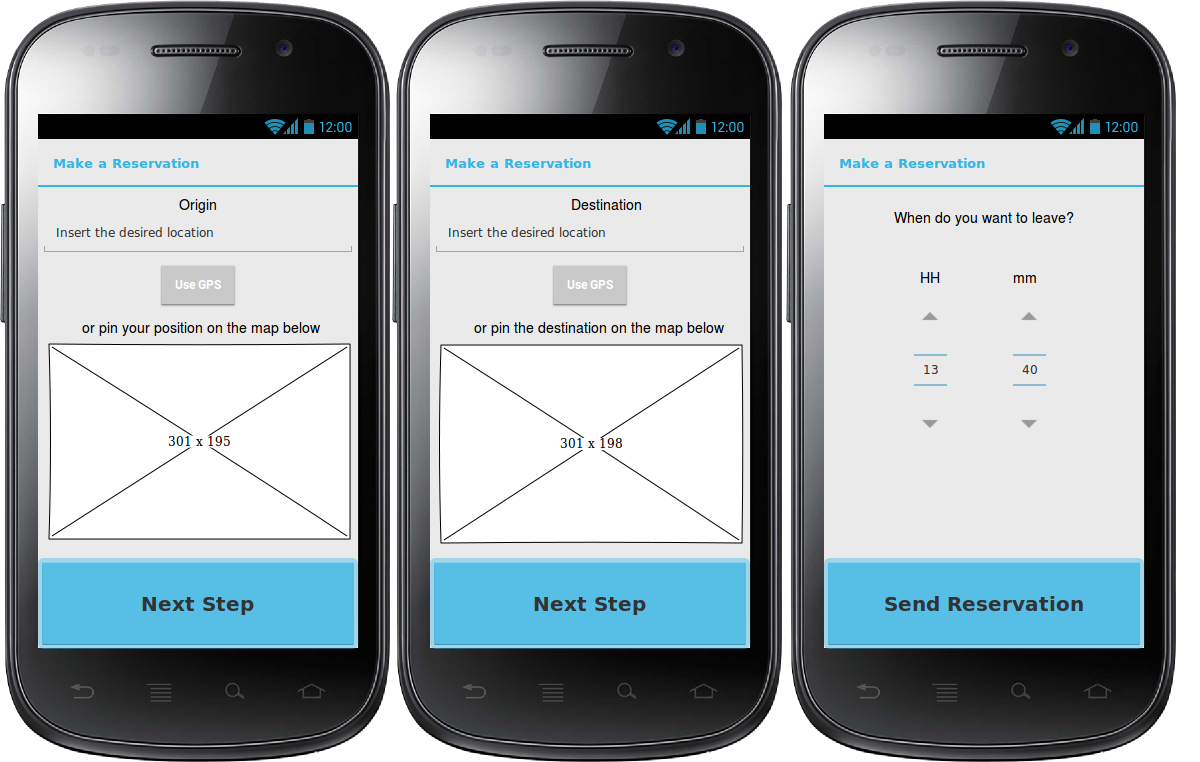 12:00
Make a Reservation
Origin
Insert the desired location
Use GPS
or pin your position on the map below
301 x 195
Next Step
12:00
Make a Reservation
Destination
Insert the desired location
Use GPS
or pin the destination on the map below
301 x 198
Next Step
12:00
Make a Reservation
When do you want to leave?
HH mm
13 40
Send Reservation